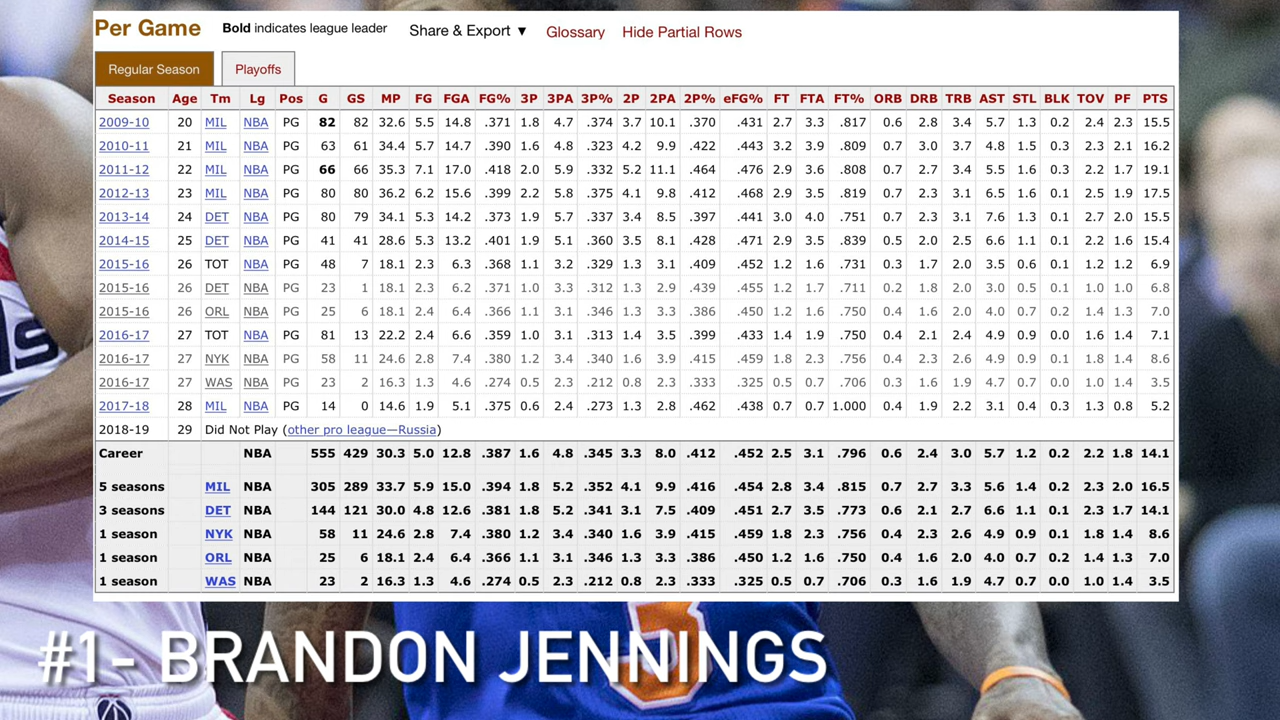 Per Game Bold indicates league leader Share & Export ▼ Glossary Hide Partial Rows
Regular Season Playoffs
Season Age Tm Lg Pos G GS MP FG FGA FG% 3P 3PA 3P% 2P 2PA 2P% eFG% FT FTA FT% ORB DRB TRB AST STL BLK TOV PF PTS
2009-10 20 MIL NBA PG 82 82 32.6 5.5 14.8 .371 1.8 4.7 .374 3.7 10.1 .370 .431 2.7 3.3 .817 0.6 2.8 3.4 5.7 1.3 0.2 2.4 2.3 15.5
2010-11 21 MIL NBA PG 63 61 34.4 5.7 14.7 .390 1.6 4.8 .323 4.2 9.9 .422 .443 3.2 3.9 .809 0.7 3.0 3.7 4.8 1.5 0.3 2.3 2.1 16.2
2011-12 22 MIL NBA PG 66 66 35.3 7.1 17.0 .418 2.0 5.9 .332 5.2 11.1 .464 .476 2.9 3.6 .808 0.7 2.7 3.4 5.5 1.6 0.3 2.2 1.7 19.1
2012-13 23 MIL NBA PG 80 80 36.2 6.2 15.6 .399 2.2 5.8 .375 4.1 9.8 .412 .468 2.9 3.5 .819 0.7 2.3 3.1 6.5 1.6 0.1 2.5 1.9 17.5
2013-14 24 DET NBA PG 80 79 34.1 5.3 14.2 .373 1.9 5.7 .337 3.4 8.5 .397 .441 3.0 4.0 .751 0.7 2.3 3.1 7.6 1.3 0.1 2.7 2.0 15.5
2014-15 25 DET NBA PG 41 41 28.6 5.3 13.2 .401 1.9 5.1 .360 3.5 8.1 .428 .471 2.9 3.5 .839 0.5 2.0 2.5 6.6 1.1 0.1 2.2 1.6 15.4
2015-16 26 TOT NBA PG 48 7 18.1 2.3 6.3 .368 1.1 3.2 .329 1.3 3.1 .409 .452 1.2 1.6 .731 0.3 1.7 2.0 3.5 0.6 0.1 1.2 1.2 6.9
2015-16 26 DET NBA PG 23 1 18.1 2.3 6.2 .371 1.0 3.3 .312 1.3 2.9 .439 .455 1.2 1.7 .711 0.2 1.8 2.0 3.0 0.5 0.0 1.0 1.0 6.8
2015-16 26 ORL NBA PG 25 6 18.1 2.4 6.4 .366 1.1 3.1 .346 1.3 3.3 .386 .450 1.2 1.6 .750 0.4 1.6 2.0 4.0 0.7 0.2 1.4 1.3 7.0
2016-17 27 TOT NBA PG 81 13 22.2 2.4 6.6 .359 1.0 3.1 .313 1.4 3.5 .399 .433 1.4 1.9 .750 0.4 2.1 2.4 4.9 0.9 0.0 1.6 1.4 7.1
2016-17 27 NYK NBA PG 58 11 24.6 2.8 7.4 .380 1.2 3.4 .340 1.6 3.9 .415 .459 1.8 2.3 .756 0.4 2.3 2.6 4.9 0.9 0.1 1.8 1.4 8.6
2016-17 27 WAS NBA PG 23 2 16.3 1.3 4.6 .274 0.5 2.3 .212 0.8 2.3 .333 .325 0.5 0.7 .706 0.3 1.6 1.9 4.7 0.7 0.0 1.0 1.4 3.5
2017-18 28 MIL NBA PG 14 0 14.6 1.9 5.1 .375 0.6 2.4 .273 1.3 2.8 .462 .438 0.7 0.7 1.000 0.4 1.9 2.2 3.1 0.4 0.3 1.3 0.8 5.2
2018-19 29 Did Not Play (other pro league—Russia)
Career NBA 555 429 30.3 5.0 12.8 .387 1.6 4.8 .345 3.3 8.0 .412 .452 2.5 3.1 .796 0.6 2.4 3.0 5.7 1.2 0.2 2.2 1.8 14.1
5 seasons MIL NBA 305 289 33.7 5.9 15.0 .394 1.8 5.2 .352 4.1 9.9 .416 .454 2.8 3.4 .815 0.7 2.7 3.3 5.6 1.4 0.2 2.3 2.0 16.5
3 seasons DET NBA 144 121 30.0 4.8 12.6 .381 1.8 5.2 .341 3.1 7.5 .409 .451 2.7 3.5 .773 0.6 2.1 2.7 6.6 1.1 0.1 2.3 1.7 14.1
1 season NYK NBA 58 11 24.6 2.8 7.4 .380 1.2 3.4 .340 1.6 3.9 .415 .459 1.8 2.3 .756 0.4 2.3 2.6 4.9 0.9 0.1 1.8 1.4 8.6
1 season ORL NBA 25 6 18.1 2.4 6.4 .366 1.1 3.1 .346 1.3 3.3 .386 .450 1.2 1.6 .750 0.4 1.6 2.0 4.0 0.7 0.2 1.4 1.3 7.0
1 season WAS NBA 23 2 16.3 1.3 4.6 .274 0.5 2.3 .212 0.8 2.3 .333 .325 0.5 0.7 .706 0.3 1.6 1.9 4.7 0.7 0.0 1.0 1.4 3.5
3
#1 - BRANDON JENNINGS